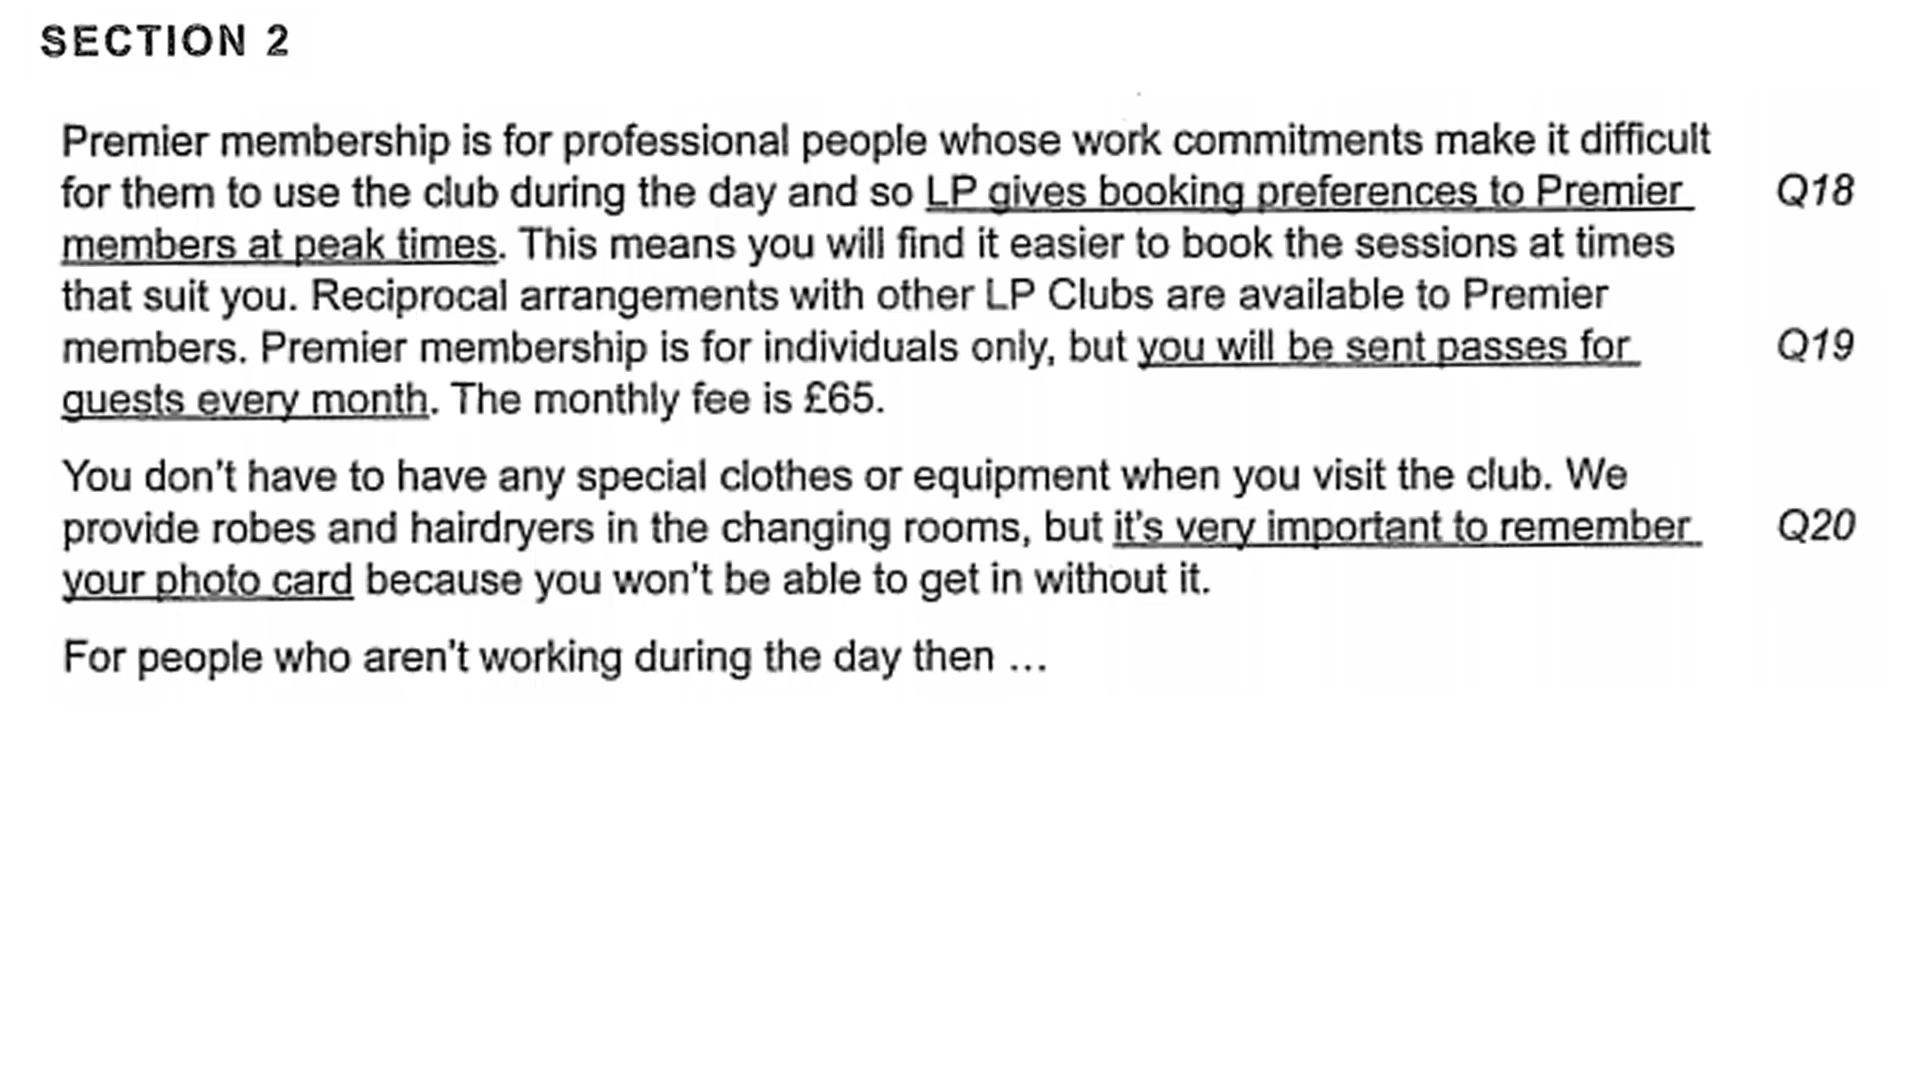 SECTION 2
Premier membership is for professional people whose work commitments make it difficult
for them to use the club during the day and so LP gives booking preferences to Premier Q18
members at peak times. This means you will find it easier to book the sessions at times
that suit you. Reciprocal arrangements with other LP Clubs are available to Premier
members. Premier membership is for individuals only, but you will be sent passes for Q19
guests every month. The monthly fee is £65.
You don't have to have any special clothes or equipment when you visit the club. We
provide robes and hairdryers in the changing rooms, but it's very important to remember Q20
your photo card because you won't be able to get in without it.
For people who aren't working during the day then ...